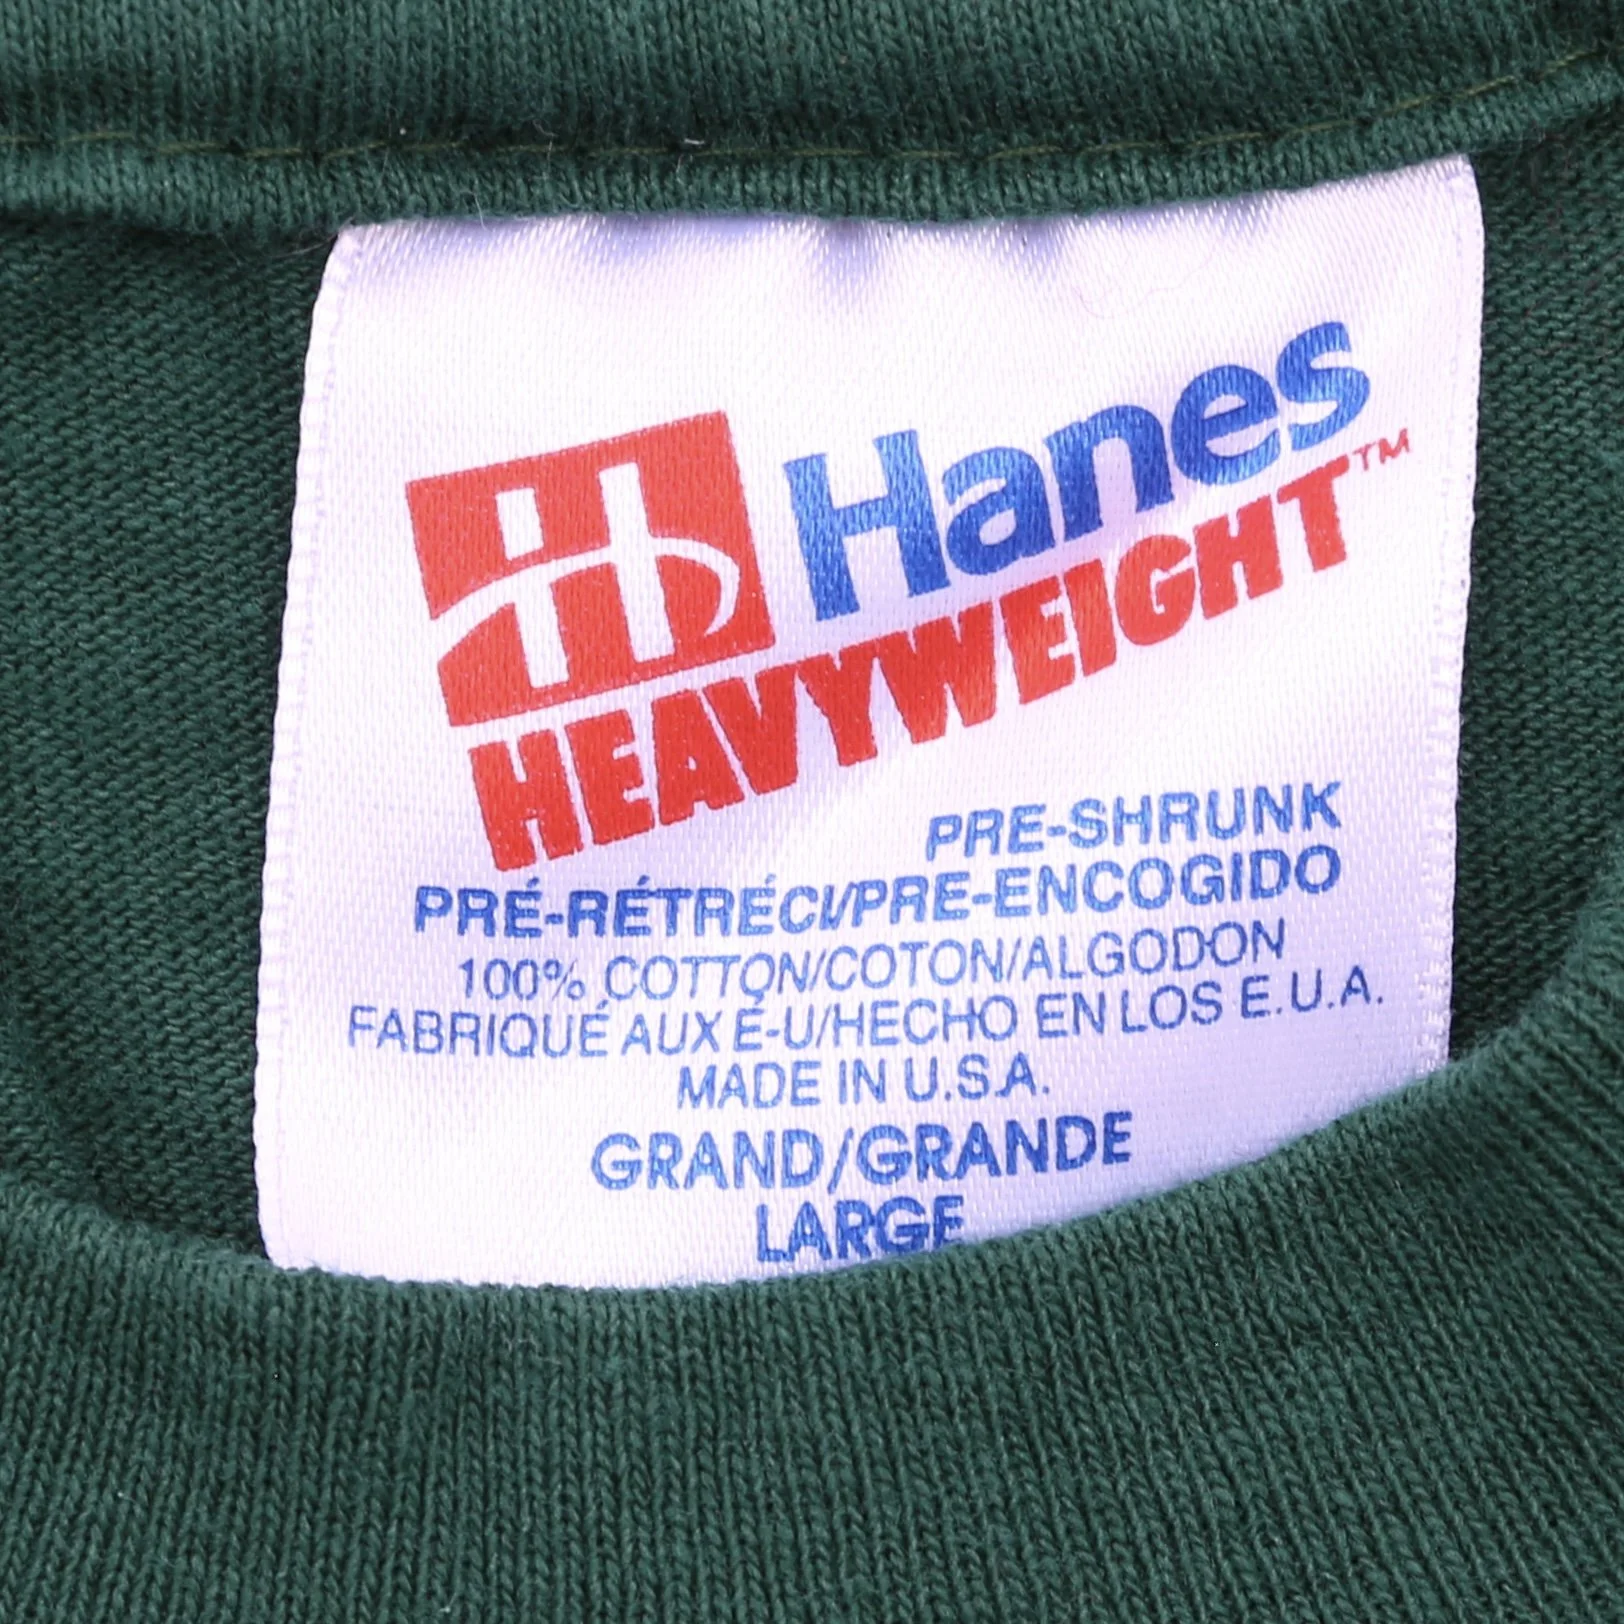 Hanes
HEAVYWEIGHT™
PRE-SHRUNK
PRÉ-RÉTRÉCI/PRE-ENCOGIDO
100% COTTON/COTON/ALGODON
FABRIQUÉ AUX É-U/HECHO EN LOS E.U.A.
MADE IN U.S.A.
GRAND/GRANDE
LARGE